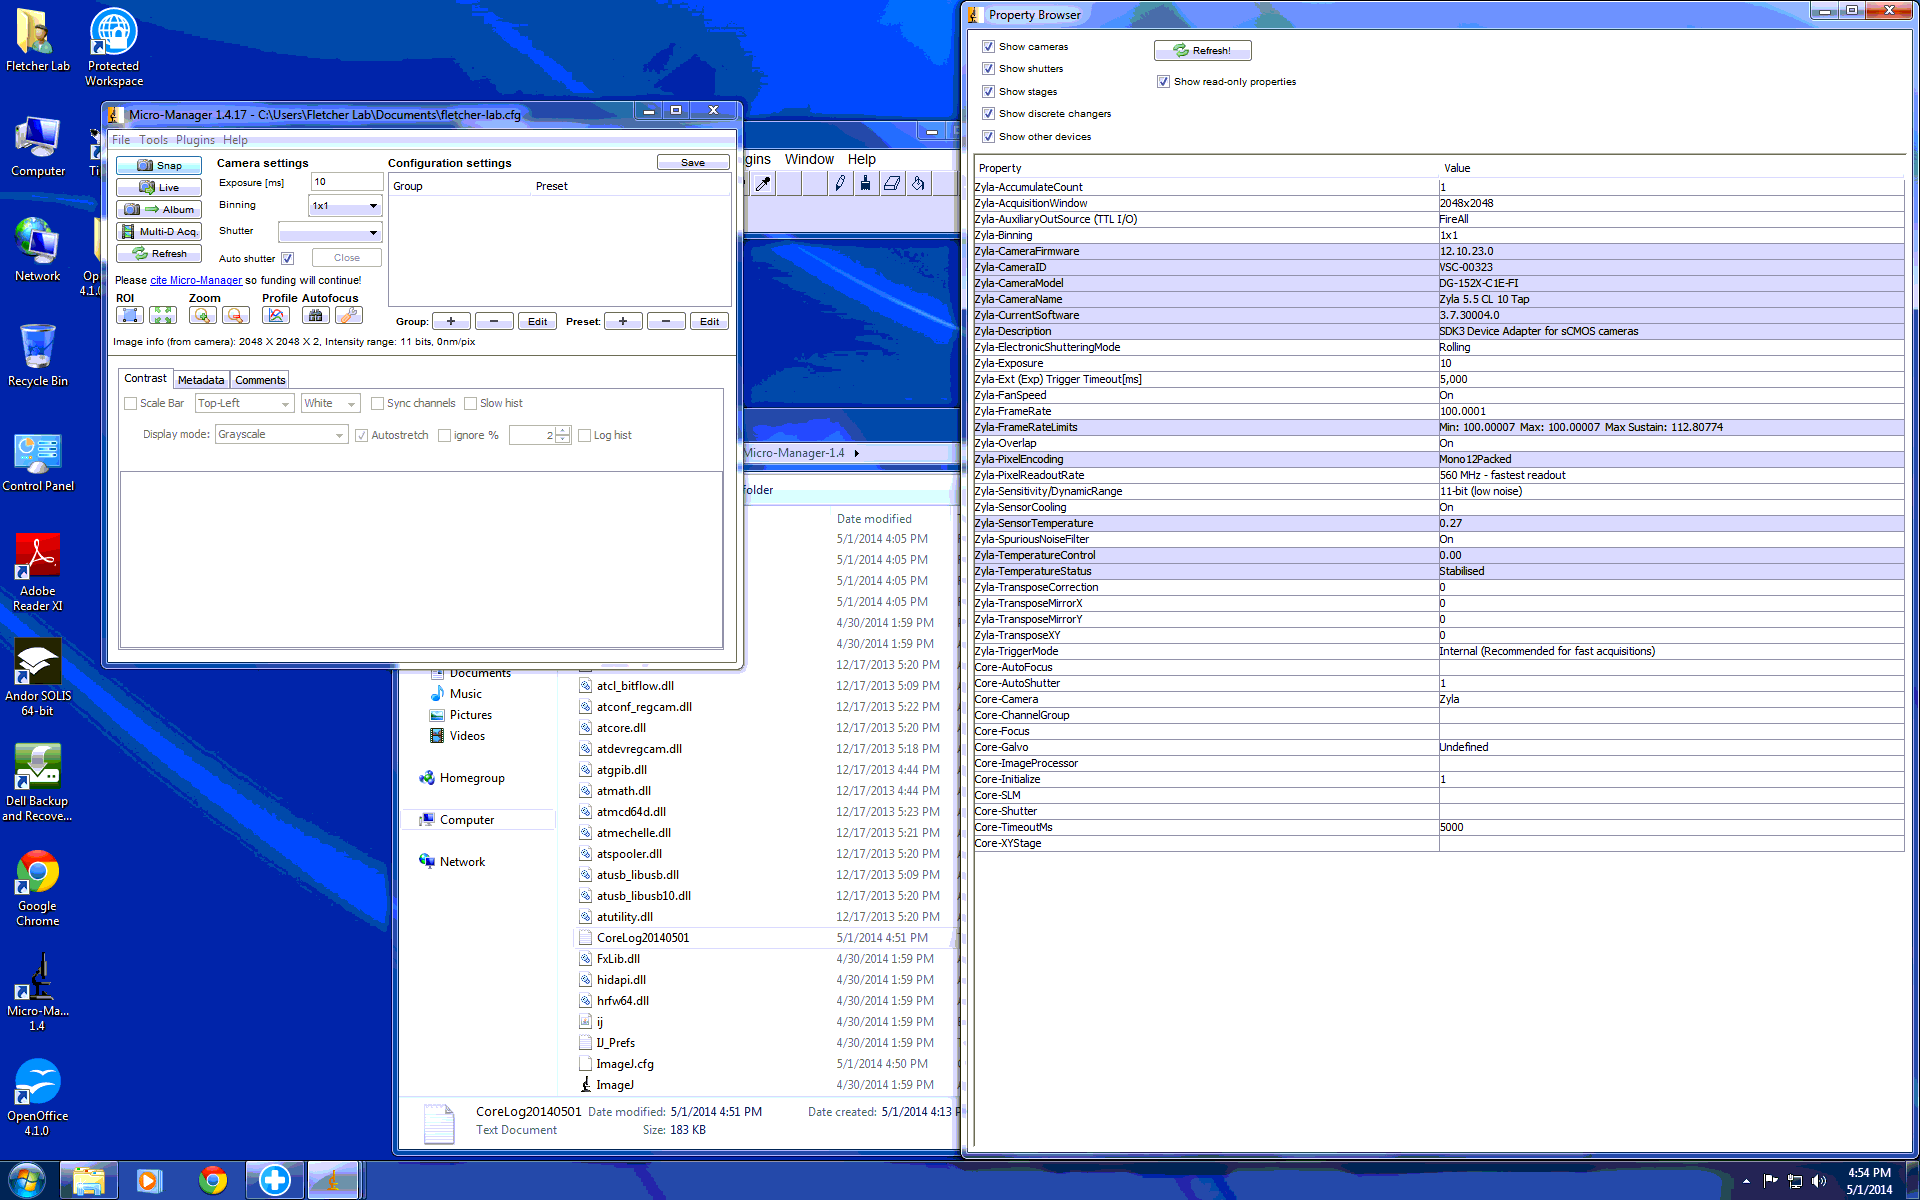 Fletcher Lab
Protected
Workspace
Computer
Network
Recycle Bin
Control Panel
Adobe
Reader XI
Andor SOLIS
64-bit
Dell Backup
and Recove...
Google
Chrome
Micro-Ma...
1.4
OpenOffice
4.1.0
Micro-Manager 1.4.17 - C:\Users\Fletcher Lab\Documents\fletcher-lab.cfg
File Tools Plugins Help
Snap
Live
Album
Multi-D Acq.
Refresh
Camera settings
Exposure [ms] 10
Binning 1x1
Shutter
Auto shutter Close
Configuration settings Save
Group Preset
Please cite Micro-Manager so funding will continue!
ROI Zoom Profile Autofocus
Group: + − Edit Preset: + − Edit
Image info (from camera): 2048 X 2048 X 2, Intensity range: 11 bits, 0nm/pix
Contrast Metadata Comments
Scale Bar Top-Left White Sync channels Slow hist
Display mode: Grayscale Autostretch ignore % 2 Log hist
Window Help
Micro-Manager-1.4
folder
Date modified
5/1/2014 4:05 PM
5/1/2014 4:05 PM
5/1/2014 4:05 PM
5/1/2014 4:05 PM
4/30/2014 1:59 PM
4/30/2014 1:59 PM
12/17/2013 5:20 PM
Documents
Music
Pictures
Videos
Homegroup
Computer
Network
atcl_bitflow.dll 12/17/2013 5:09 PM
atconf_regcam.dll 12/17/2013 5:22 PM
atcore.dll 12/17/2013 5:20 PM
atdevregcam.dll 12/17/2013 5:18 PM
atgpib.dll 12/17/2013 4:44 PM
atmath.dll 12/17/2013 4:44 PM
atmcd64d.dll 12/17/2013 5:23 PM
atmechelle.dll 12/17/2013 5:21 PM
atspooler.dll 12/17/2013 5:20 PM
atusb_libusb.dll 12/17/2013 5:09 PM
atusb_libusb10.dll 12/17/2013 5:20 PM
atutility.dll 12/17/2013 5:20 PM
CoreLog20140501 5/1/2014 4:51 PM
FxLib.dll 4/30/2014 1:59 PM
hidapi.dll 4/30/2014 1:59 PM
hrfw64.dll 4/30/2014 1:59 PM
ij 4/30/2014 1:59 PM
IJ_Prefs 4/30/2014 1:59 PM
ImageJ.cfg 5/1/2014 4:50 PM
ImageJ 4/30/2014 1:59 PM
CoreLog20140501 Date modified: 5/1/2014 4:51 PM Date created: 5/1/2014 4:13 P
Text Document Size: 183 KB
Property Browser
Show cameras
Show shutters
Show stages
Show discrete changers
Show other devices
Refresh!
Show read-only properties
Property Value
Zyla-AccumulateCount 1
Zyla-AcquisitionWindow 2048x2048
Zyla-AuxiliaryOutSource (TTL I/O) FireAll
Zyla-Binning 1x1
Zyla-CameraFirmware 12.10.23.0
Zyla-CameraID VSC-00323
Zyla-CameraModel DG-152X-C1E-FI
Zyla-CameraName Zyla 5.5 CL 10 Tap
Zyla-CurrentSoftware 3.7.30004.0
Zyla-Description SDK3 Device Adapter for sCMOS cameras
Zyla-ElectronicShutteringMode Rolling
Zyla-Exposure 10
Zyla-Ext (Exp) Trigger Timeout[ms] 5,000
Zyla-FanSpeed On
Zyla-FrameRate 100.0001
Zyla-FrameRateLimits Min: 100.00007 Max: 100.00007 Max Sustain: 112.80774
Zyla-Overlap On
Zyla-PixelEncoding Mono12Packed
Zyla-PixelReadoutRate 560 MHz - fastest readout
Zyla-Sensitivity/DynamicRange 11-bit (low noise)
Zyla-SensorCooling On
Zyla-SensorTemperature 0.27
Zyla-SpuriousNoiseFilter On
Zyla-TemperatureControl 0.00
Zyla-TemperatureStatus Stabilised
Zyla-TransposeCorrection 0
Zyla-TransposeMirrorX 0
Zyla-TransposeMirrorY 0
Zyla-TransposeXY 0
Zyla-TriggerMode Internal (Recommended for fast acquisitions)
Core-AutoFocus
Core-AutoShutter 1
Core-Camera Zyla
Core-ChannelGroup
Core-Focus
Core-Galvo Undefined
Core-ImageProcessor
Core-Initialize 1
Core-SLM
Core-Shutter
Core-TimeoutMs 5000
Core-XYStage
4:54 PM
5/1/2014